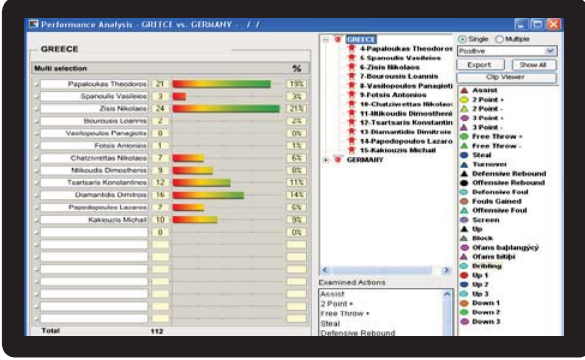 Performance Analysis - GREECE vs. GERMANY - / /
GREECE
Multi selection %
Papaloukas Theodoros 21 19%
Spanoulis Vasileios 3 3%
Zisis Nikolaos 24 21%
Bourousis Loannis 2 2%
Vasilopoulos Panagiotis 0 0%
Fotsis Antonios 1 1%
Chatzivrettas Nikolaos 7 6%
Ntikoudis Dimosthenis 9 8%
Tsartsaris Konstantinos 12 11%
Diamantidis Dimitrois 16 14%
Papadopoulos Lazaros 7 6%
Kakiouzis Michail 10 9%
0 0%
Total 112
GREECE
4-Papaloukas Theodoros
5-Spanoulis Vasileios
6-Zisis Nikolaos
7-Bourousis Loannis
8-Vasilopoulos Panagioti
9-Fotsis Antonios
10-Chatzivrettas Nikolaos
11-Ntikoudis Dimosthenis
12-Tsartsaris Konstantin
13-Diamantidis Dimitrois
14-Papodopoulos Lazaro
15-Kakiouzis Michail
GERMANY
Examined Actions
Assist
2 Point +
Free Throw +
Steal
Defensive Rebound
Single Multiple
Positive
Export Show All
Clip Viewer
Assist
2 Point +
2 Point -
3 Point +
3 Point -
Free Throw +
Free Throw -
Steal
Turnover
Defensive Rebound
Offensive Rebound
Defensive Foul
Fouls Gained
Offensive Foul
Screen
Up
Block
Ofans başlangýcý
Ofans bitiþi
Dribling
Up 1
Up 2
Up 3
Down 1
Down 2
Down 3